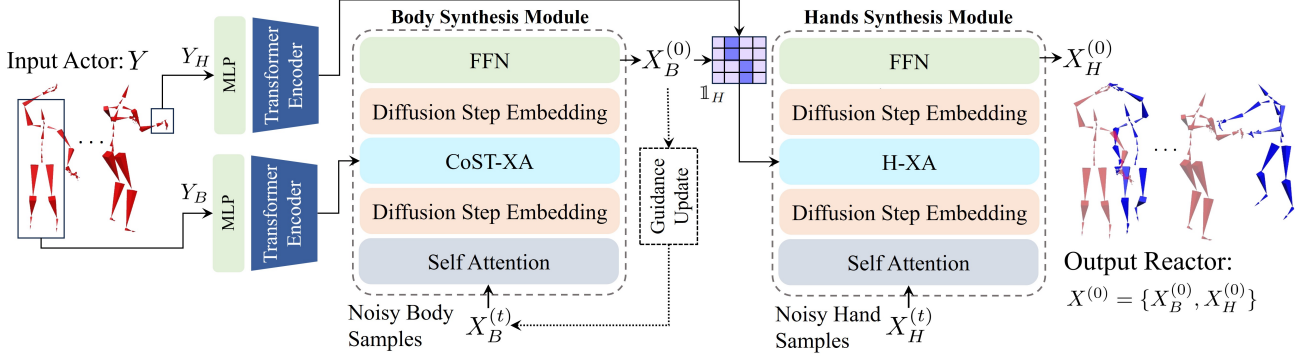 Body Synthesis Module
Hands Synthesis Module
Input Actor: Y
Y_H
MLP
Transformer
Encoder
FFN
Diffusion Step Embedding
CoST-XA
Diffusion Step Embedding
Self Attention
Y_B
MLP
Transformer
Encoder
Noisy Body
Samples
X_B^{(t)}
X_B^{(0)}
𝟙_H
Guidance
Update
FFN
Diffusion Step Embedding
H-XA
Diffusion Step Embedding
Self Attention
Noisy Hand
Samples
X_H^{(t)}
X_H^{(0)}
...
...
Output Reactor:
X^{(0)} = {X_B^{(0)}, X_H^{(0)}}